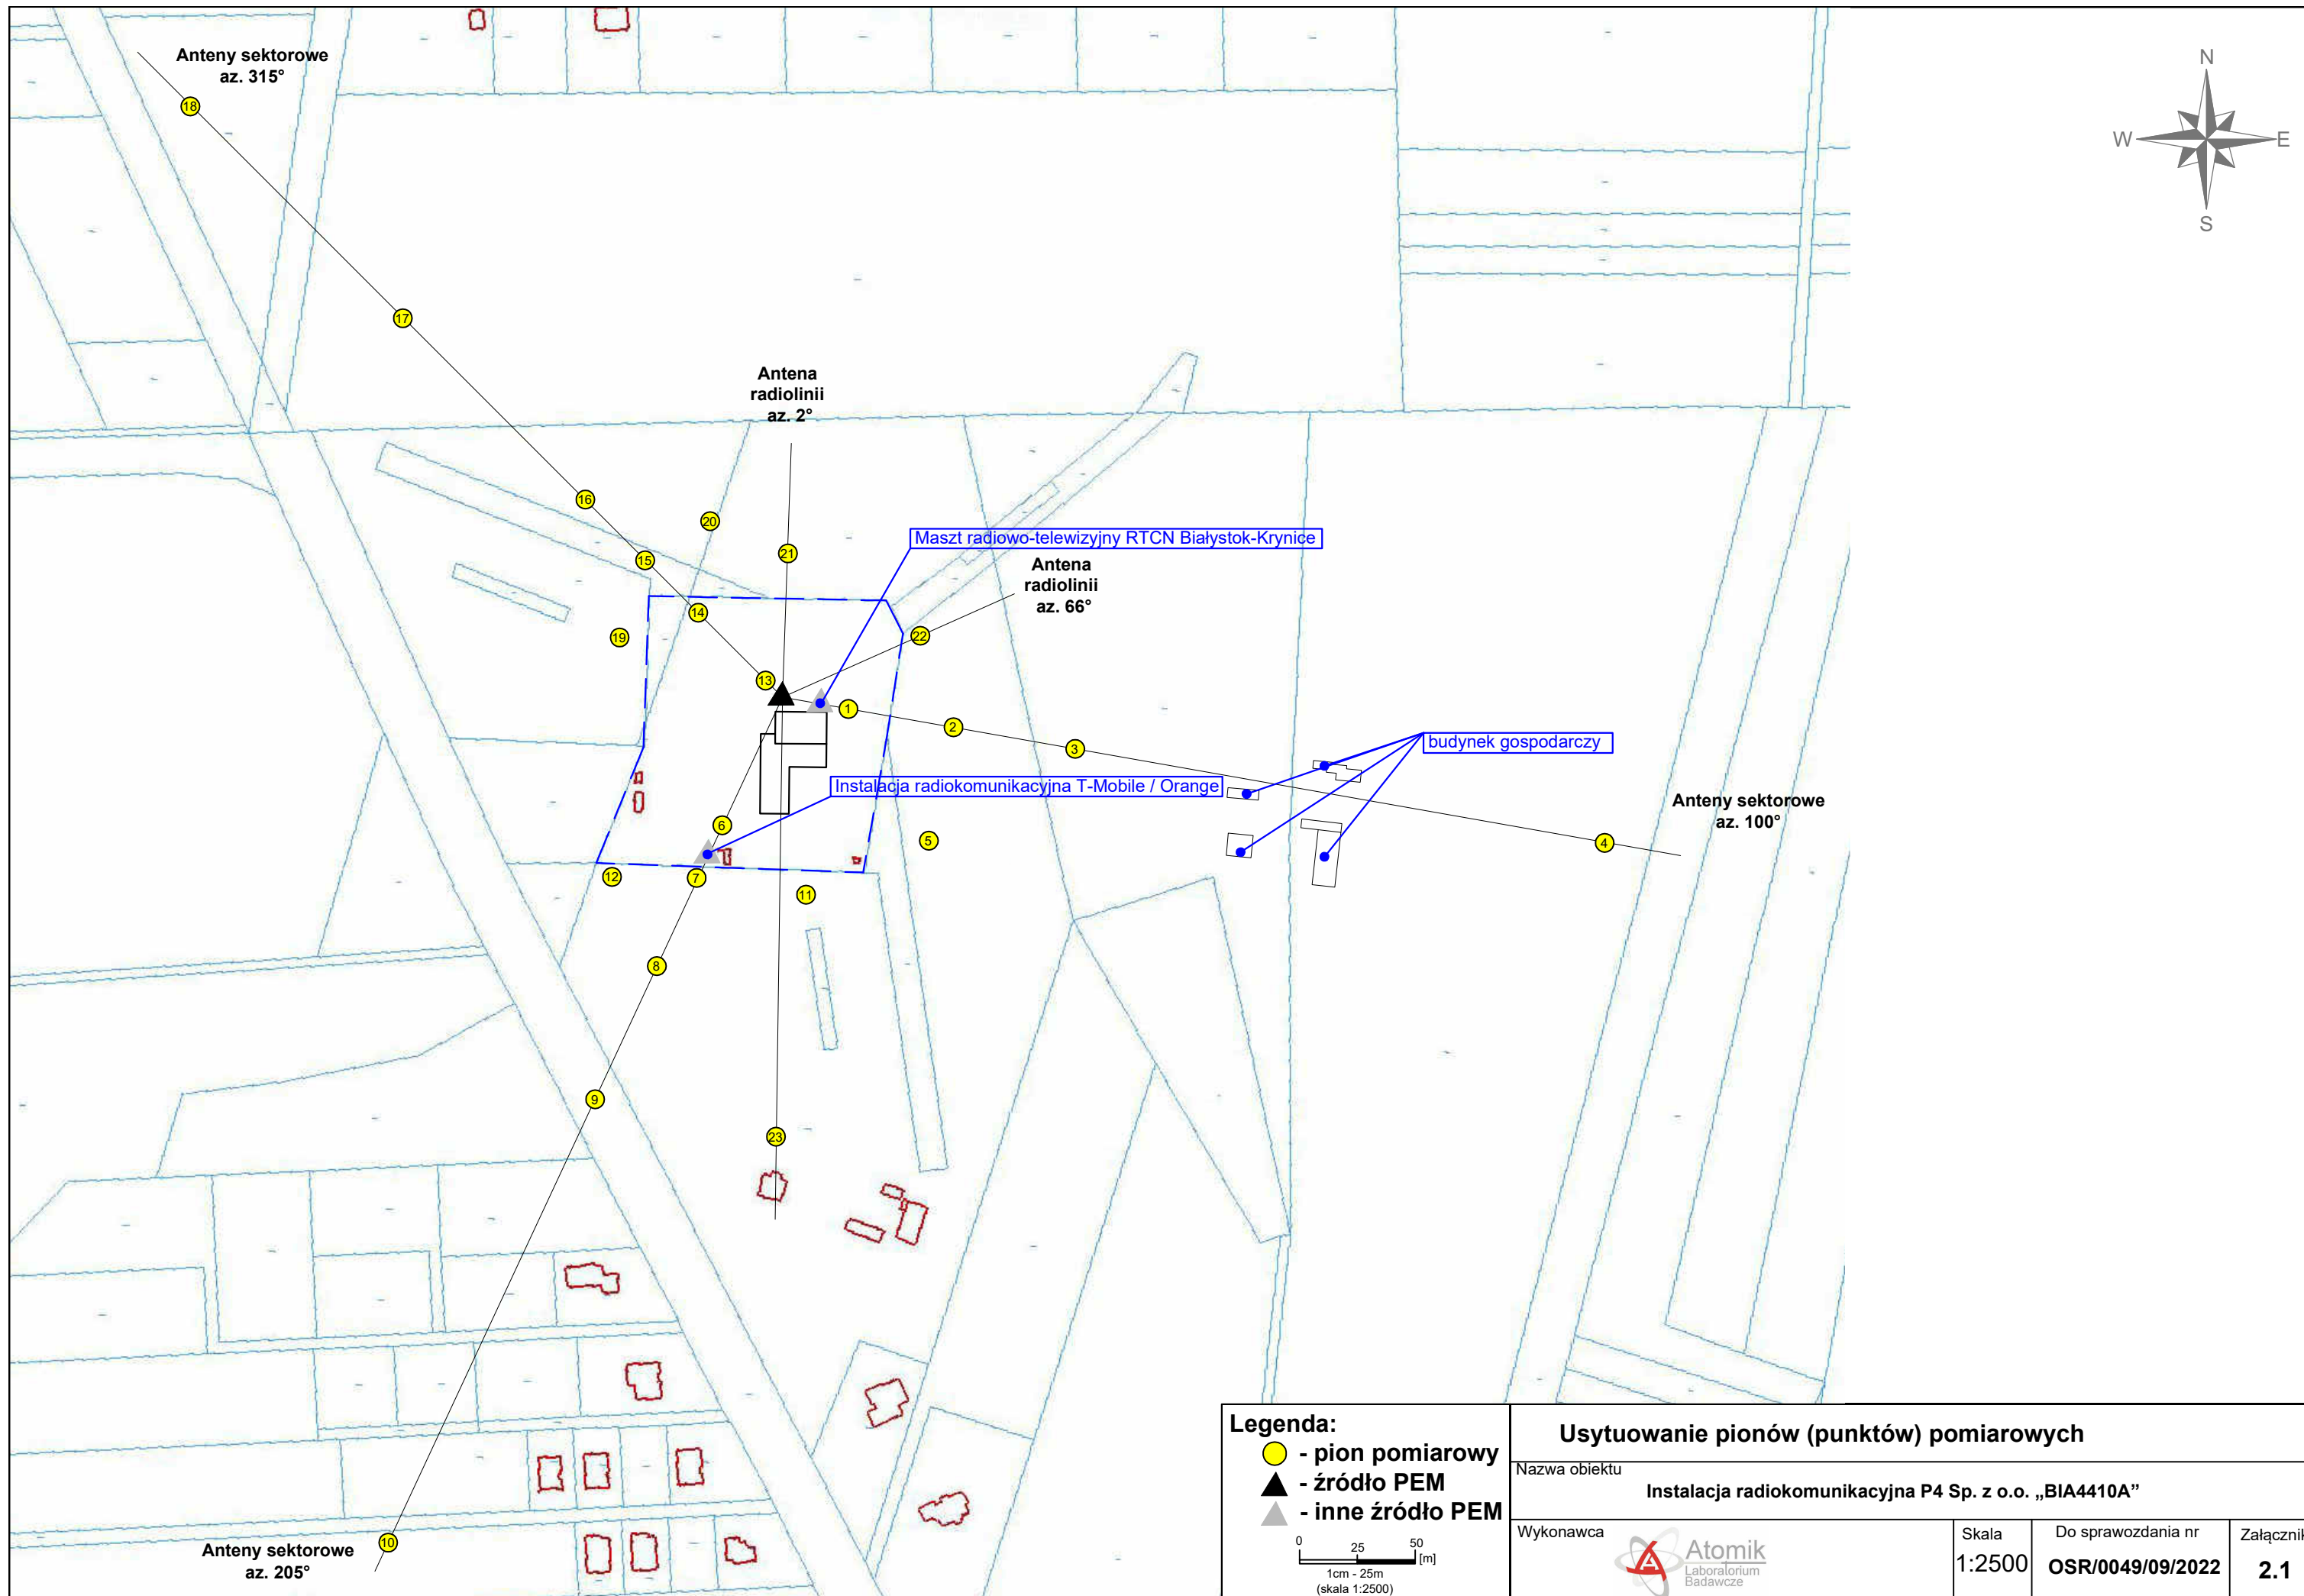 Anteny sektorowe
az. 315°
N
W
E
S
18
17
Antena
radiolinii
az. 2°
16
20
21
15
Maszt radiowo-telewizyjny RTCN Białystok-Krynice
Antena
radiolinii
az. 66°
14
19
22
13
1
2
3
budynek gospodarczy
Instalacja radiokomunikacyjna T-Mobile / Orange
Anteny sektorowe
az. 100°
6
5
4
12
7
11
8
9
23
10
Anteny sektorowe
az. 205°
Legenda:
- pion pomiarowy
- źródło PEM
- inne źródło PEM
0 25 50
[m]
1cm - 25m
(skala 1:2500)
Usytuowanie pionów (punktów) pomiarowych
Nazwa obiektu
Instalacja radiokomunikacyjna P4 Sp. z o.o. „BIA4410A”
Wykonawca
Atomik
Laboratorium
Badawcze
Skala
1:2500
Do sprawozdania nr
OSR/0049/09/2022
Załącznik
2.1